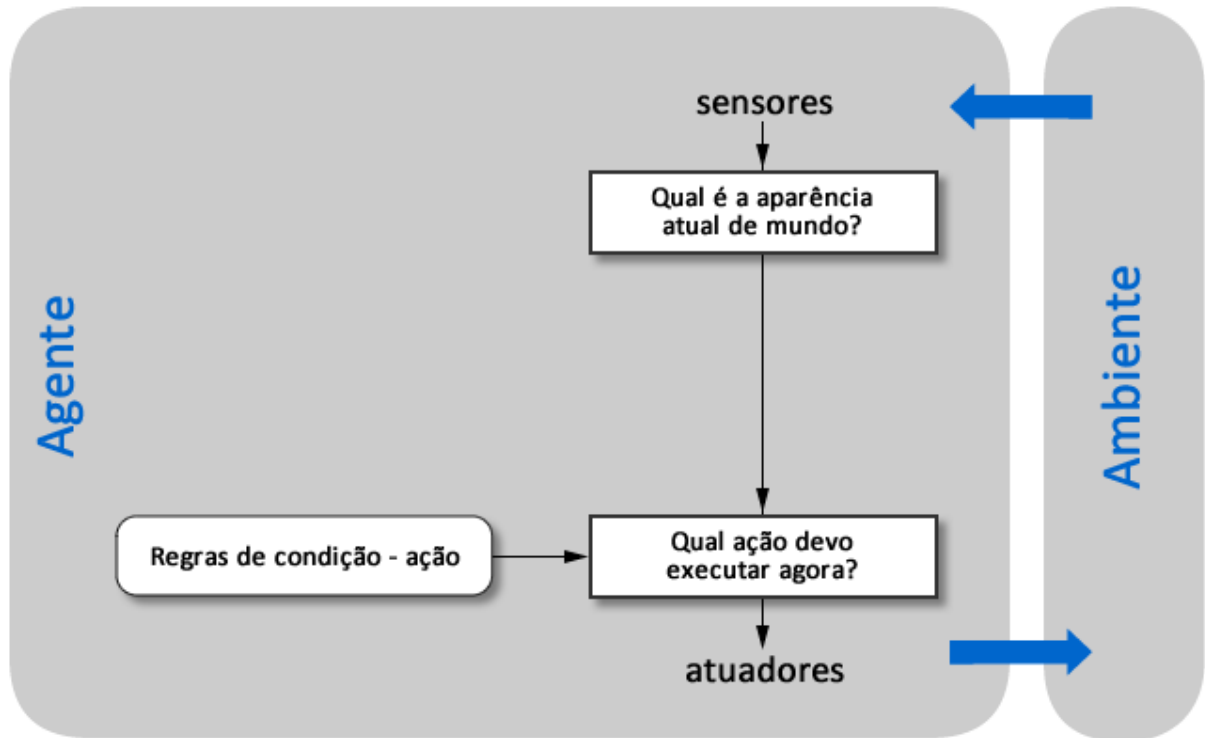 sensores
Qual é a aparência
atual de mundo?
Agente
Ambiente
Regras de condição - ação
Qual ação devo
executar agora?
atuadores